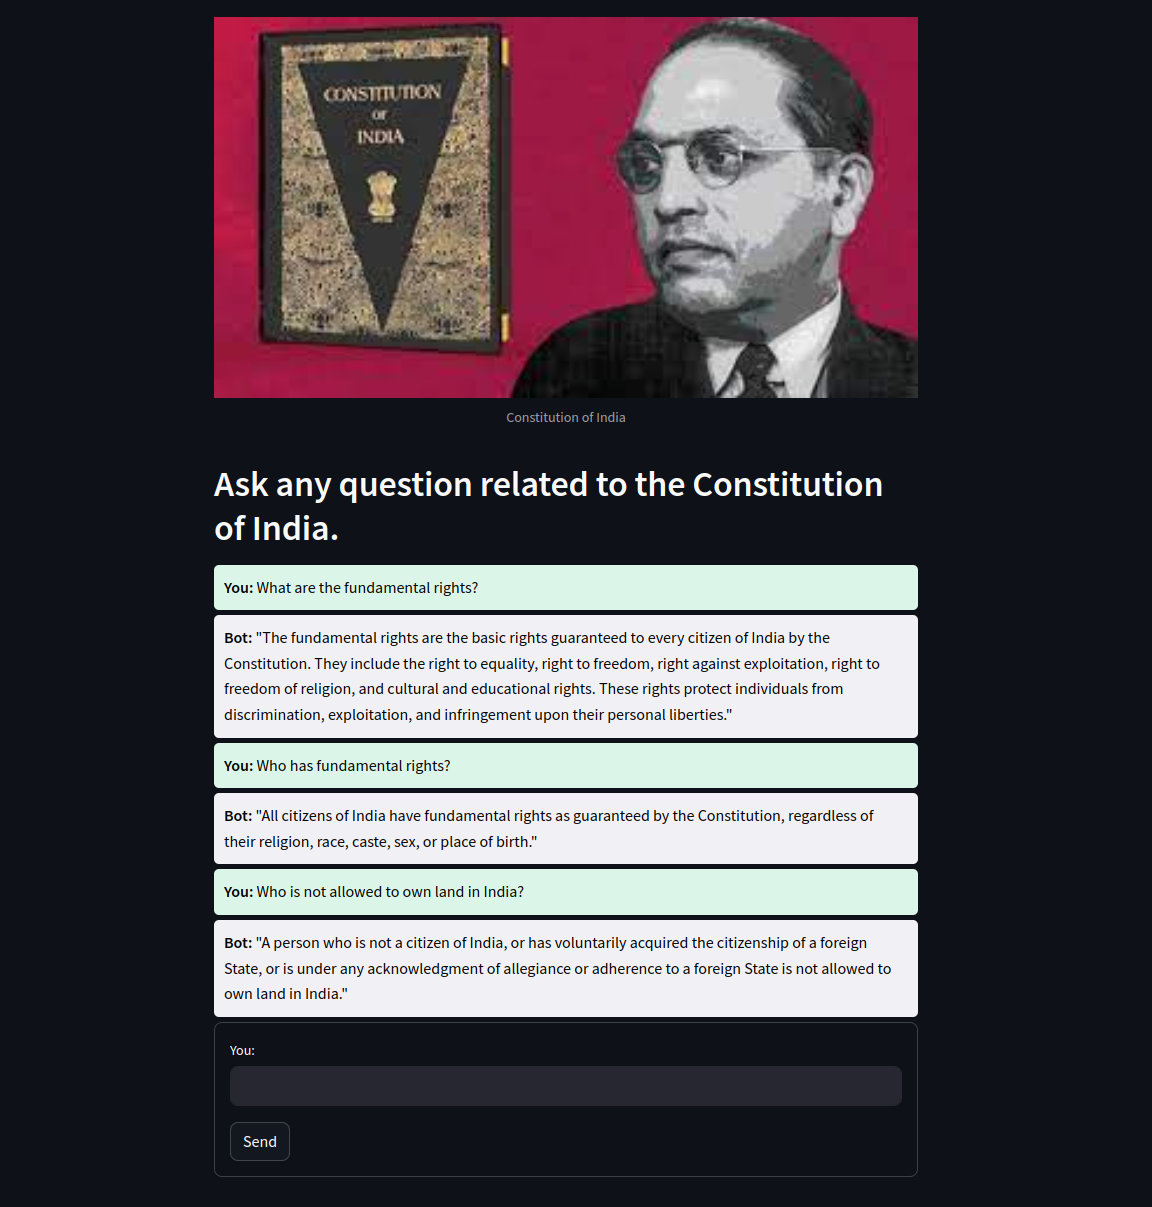 CONSTITUTION
OF
INDIA
Constitution of India
Ask any question related to the Constitution
of India.
You: What are the fundamental rights?
Bot: "The fundamental rights are the basic rights guaranteed to every citizen of India by the
Constitution. They include the right to equality, right to freedom, right against exploitation, right to
freedom of religion, and cultural and educational rights. These rights protect individuals from
discrimination, exploitation, and infringement upon their personal liberties."
You: Who has fundamental rights?
Bot: "All citizens of India have fundamental rights as guaranteed by the Constitution, regardless of
their religion, race, caste, sex, or place of birth."
You: Who is not allowed to own land in India?
Bot: "A person who is not a citizen of India, or has voluntarily acquired the citizenship of a foreign
State, or is under any acknowledgment of allegiance or adherence to a foreign State is not allowed to
own land in India."
You:
Send